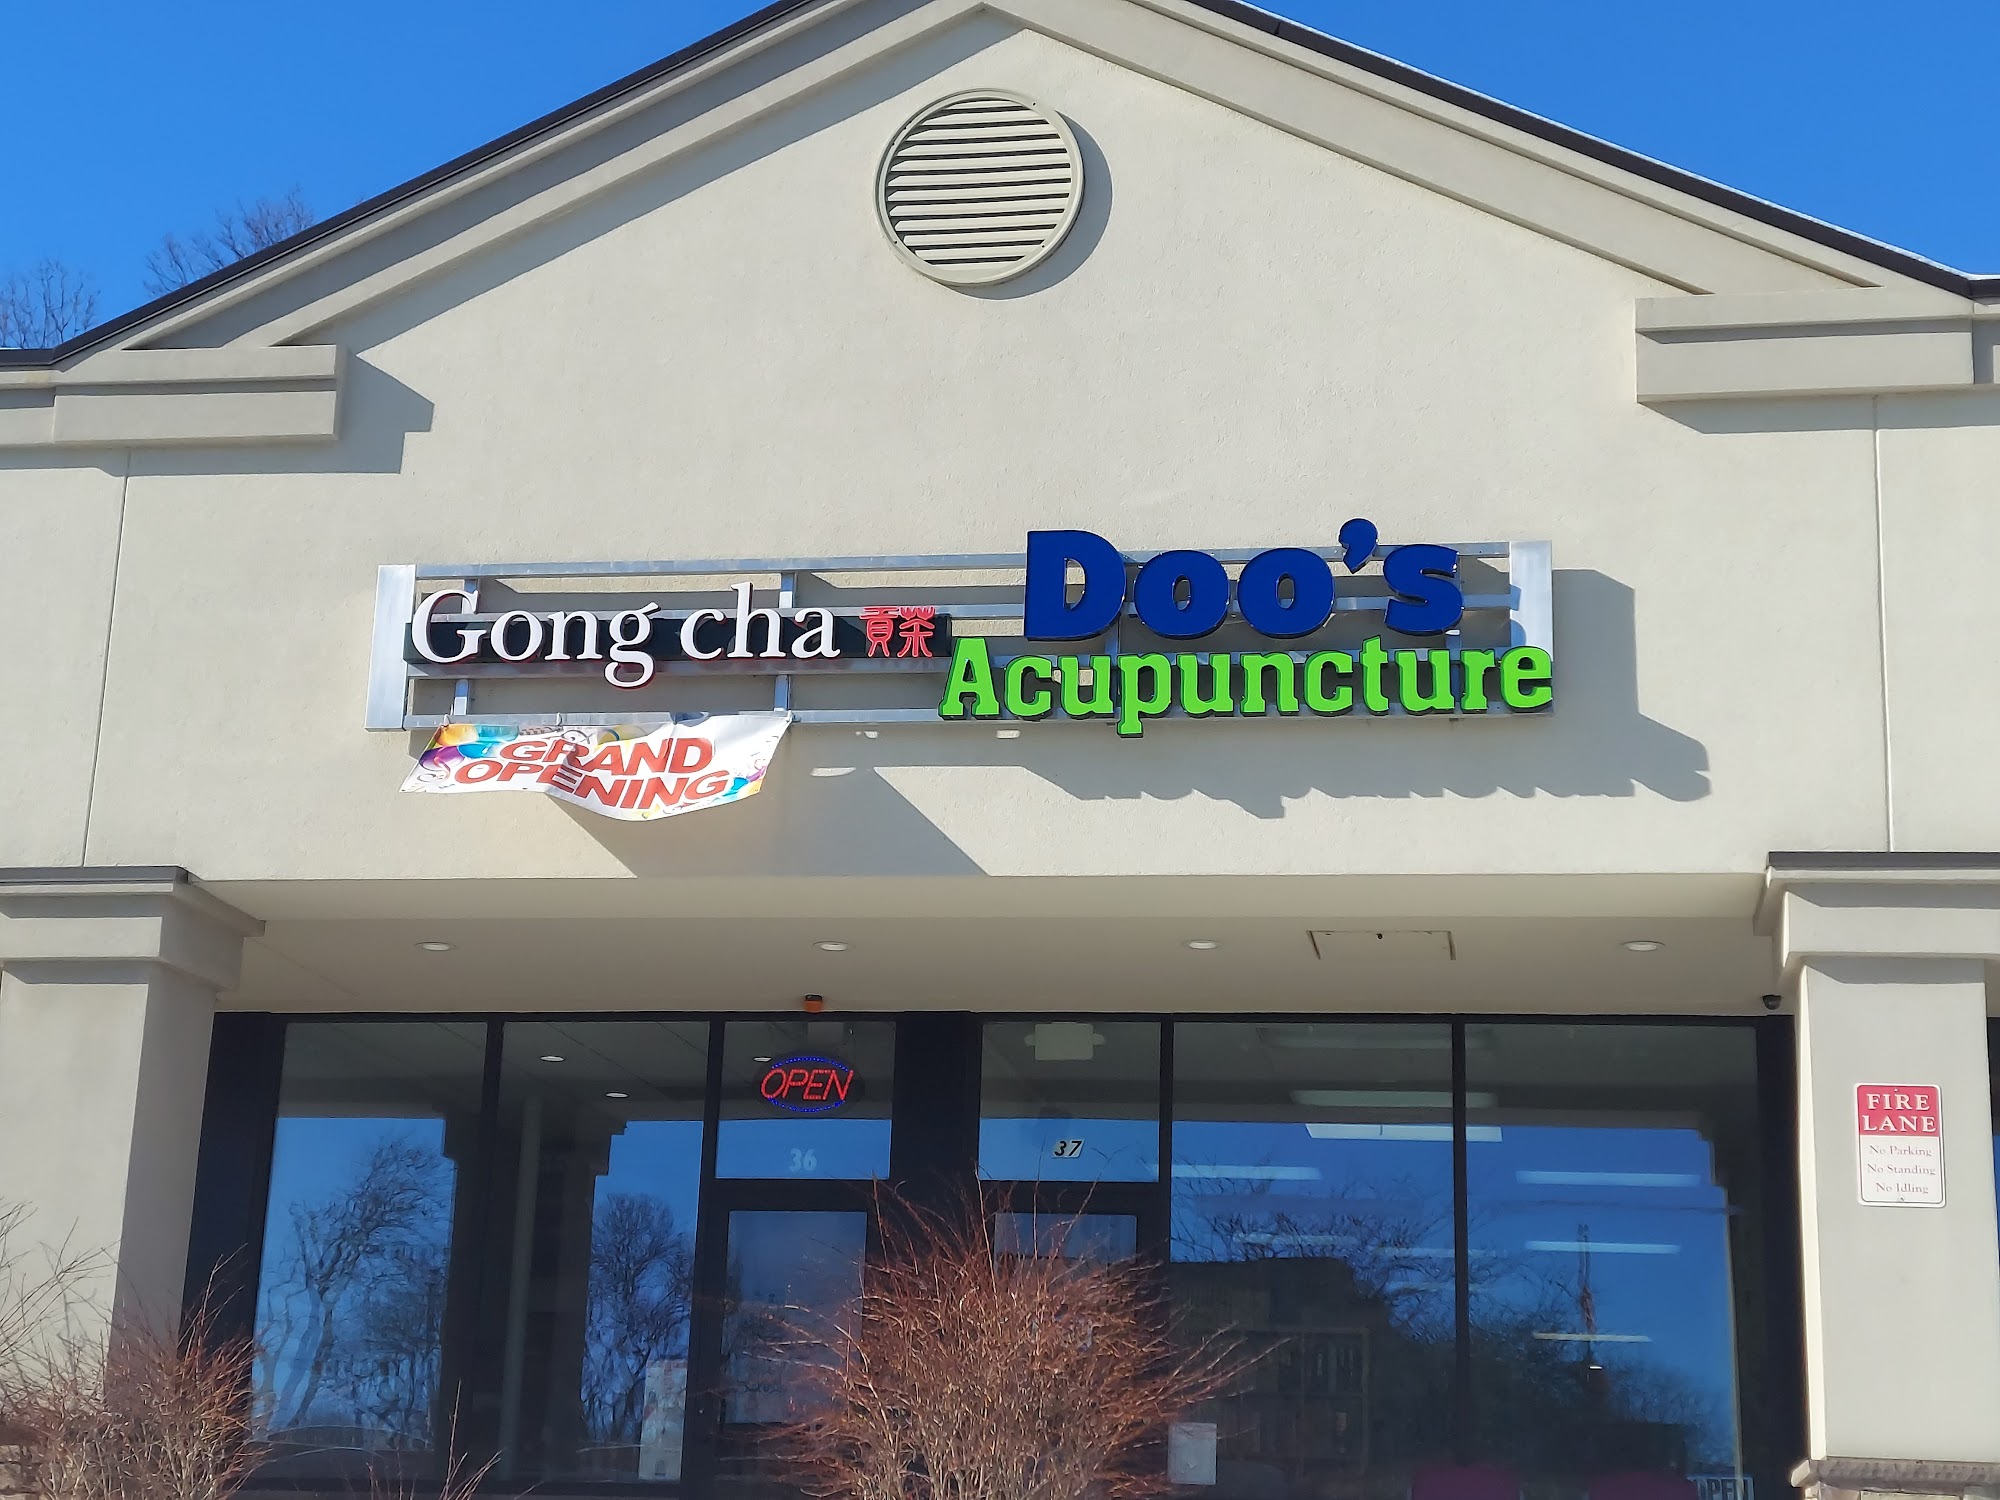 Gong cha 貢茶
Doo's
Acupuncture
GRAND
OPENING
OPEN
36
37
FIRE
LANE
No Parking
No Standing
No Idling
OPEN